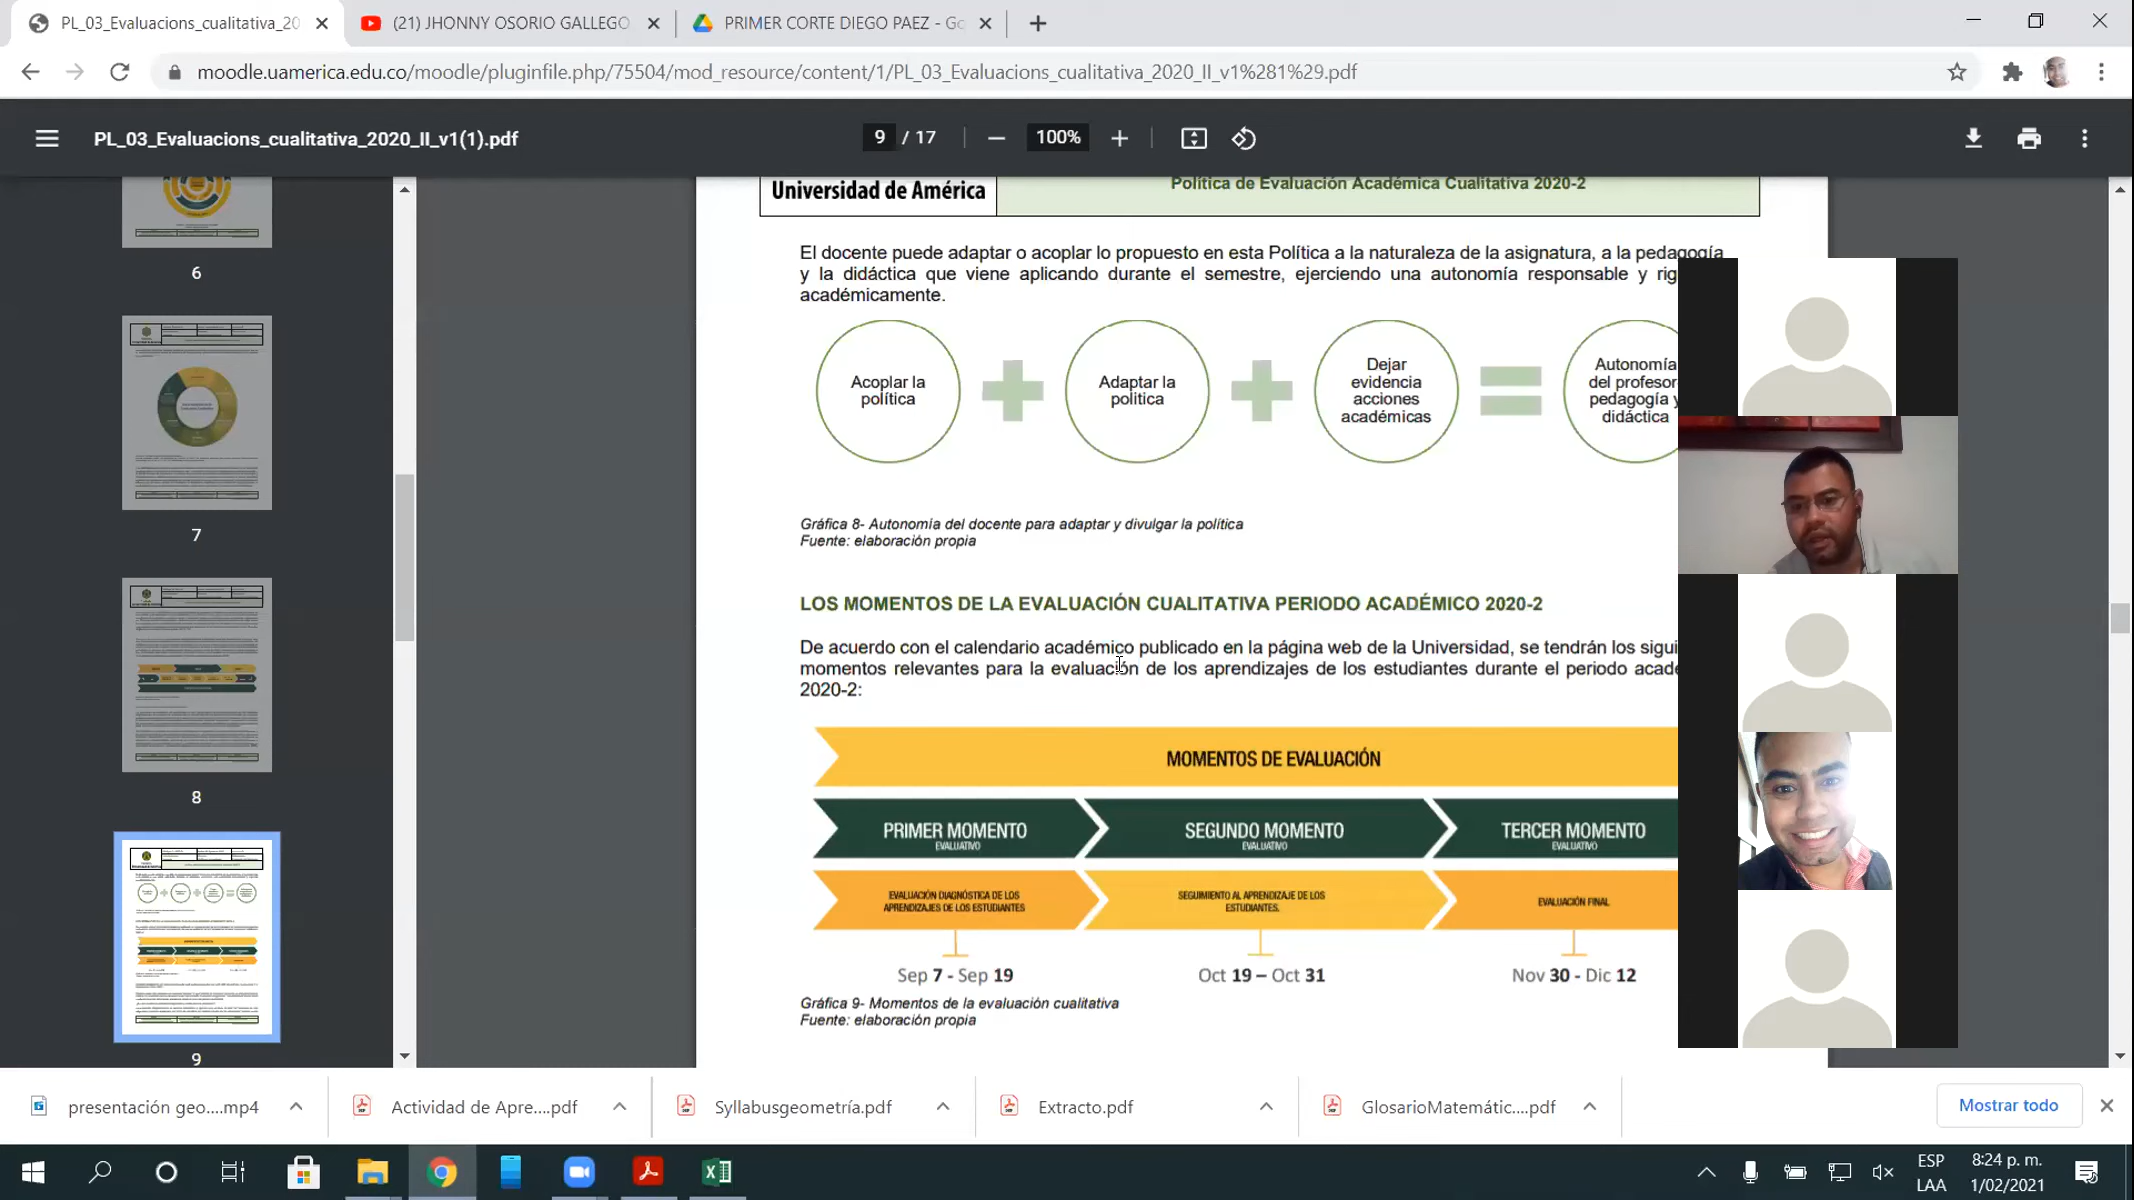 PL_03_Evaluacions_cualitativa_20
(21) JHONNY OSORIO GALLEGO
PRIMER CORTE DIEGO PAEZ - Go
moodle.uamerica.edu.co/moodle/pluginfile.php/75504/mod_resource/content/1/PL_03_Evaluacions_cualitativa_2020_II_v1%281%29.pdf
PL_03_Evaluacions_cualitativa_2020_II_v1(1).pdf
9 / 17
100%
6
7
8
9
Universidad de América
Política de Evaluación Académica Cualitativa 2020-2
El docente puede adaptar o acoplar lo propuesto en esta Política a la naturaleza de la asignatura, a la pedagogía
y la didáctica que viene aplicando durante el semestre, ejerciendo una autonomía responsable y rig
académicamente.
Acoplar la
política
Adaptar la
politica
Dejar
evidencia
acciones
académicas
Autonomía
del profesor
pedagogía y
didáctica
Gráfica 8- Autonomia del docente para adaptar y divulgar la política
Fuente: elaboración propia
LOS MOMENTOS DE LA EVALUACIÓN CUALITATIVA PERIODO ACADÉMICO 2020-2
De acuerdo con el calendario académico publicado en la página web de la Universidad, se tendrán los sigui
momentos relevantes para la evaluación de los aprendizajes de los estudiantes durante el periodo acadé
2020-2:
MOMENTOS DE EVALUACIÓN
PRIMER MOMENTO
EVALUATIVO
SEGUNDO MOMENTO
EVALUATIVO
TERCER MOMENTO
EVALUATIVO
EVALUACIÓN DIAGNÓSTICA DE LOS
APRENDIZAJES DE LOS ESTUDIANTES
SEGUIMIENTO AL APRENDIZAJE DE LOS
ESTUDIANTES.
EVALUACIÓN FINAL
Sep 7 - Sep 19
Oct 19 – Oct 31
Nov 30 - Dic 12
Gráfica 9- Momentos de la evaluación cualitativa
Fuente: elaboración propia
presentación geo....mp4
Actividad de Apre....pdf
Syllabusgeometría.pdf
Extracto.pdf
GlosarioMatemátic....pdf
Mostrar todo
ESP
LAA
8:24 p. m.
1/02/2021